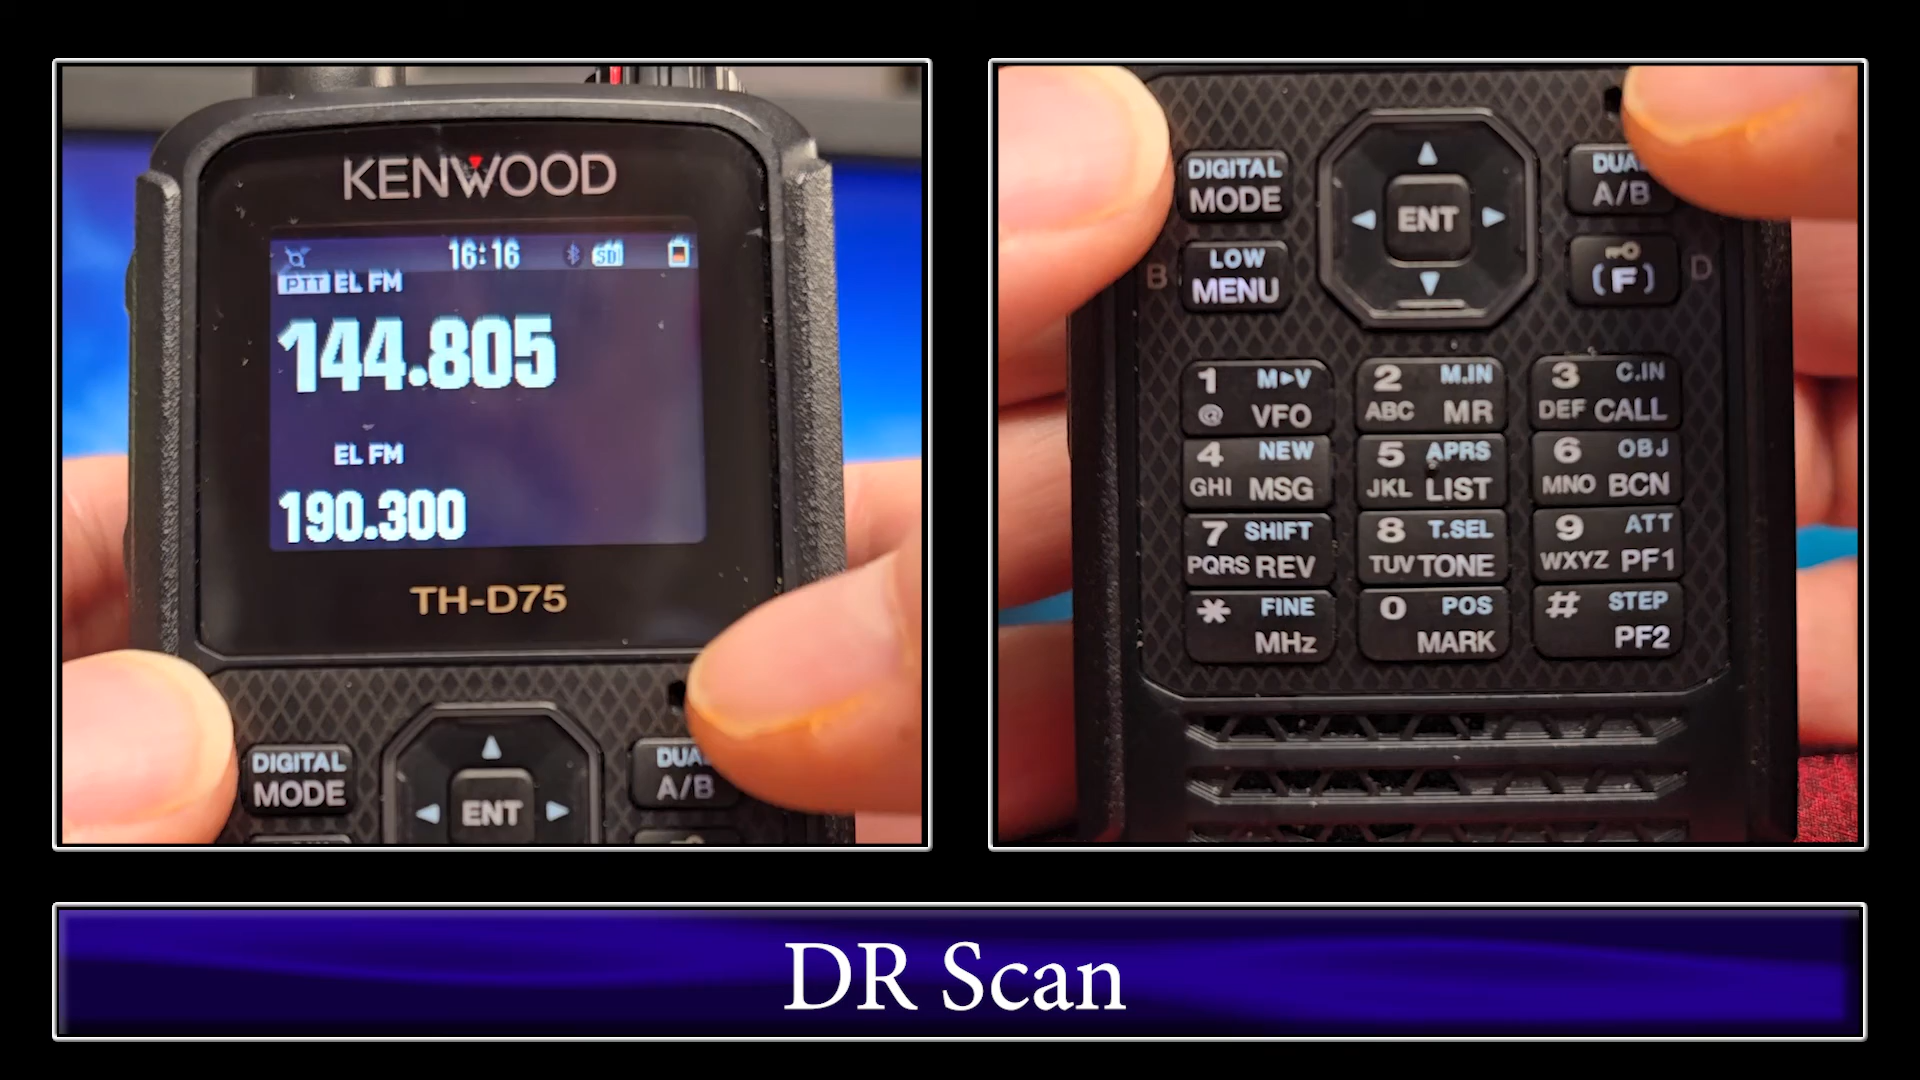 KENWOOD
16:16 SD
PTT EL FM
144.805
EL FM
190.300
TH-D75
DIGITAL
MODE
ENT
A/B
DIGITAL
MODE
ENT
A/B
B
LOW
MENU
(F)
D
1 M►V
@ VFO
2 M.IN
ABC MR
3 C.IN
DEF CALL
4 NEW
GHI MSG
5 APRS
JKL LIST
6 OBJ
MNO BCN
7 SHIFT
PQRS REV
8 T.SEL
TUV TONE
9 ATT
WXYZ PF1
* FINE
MHz
0 POS
MARK
# STEP
PF2
DR Scan